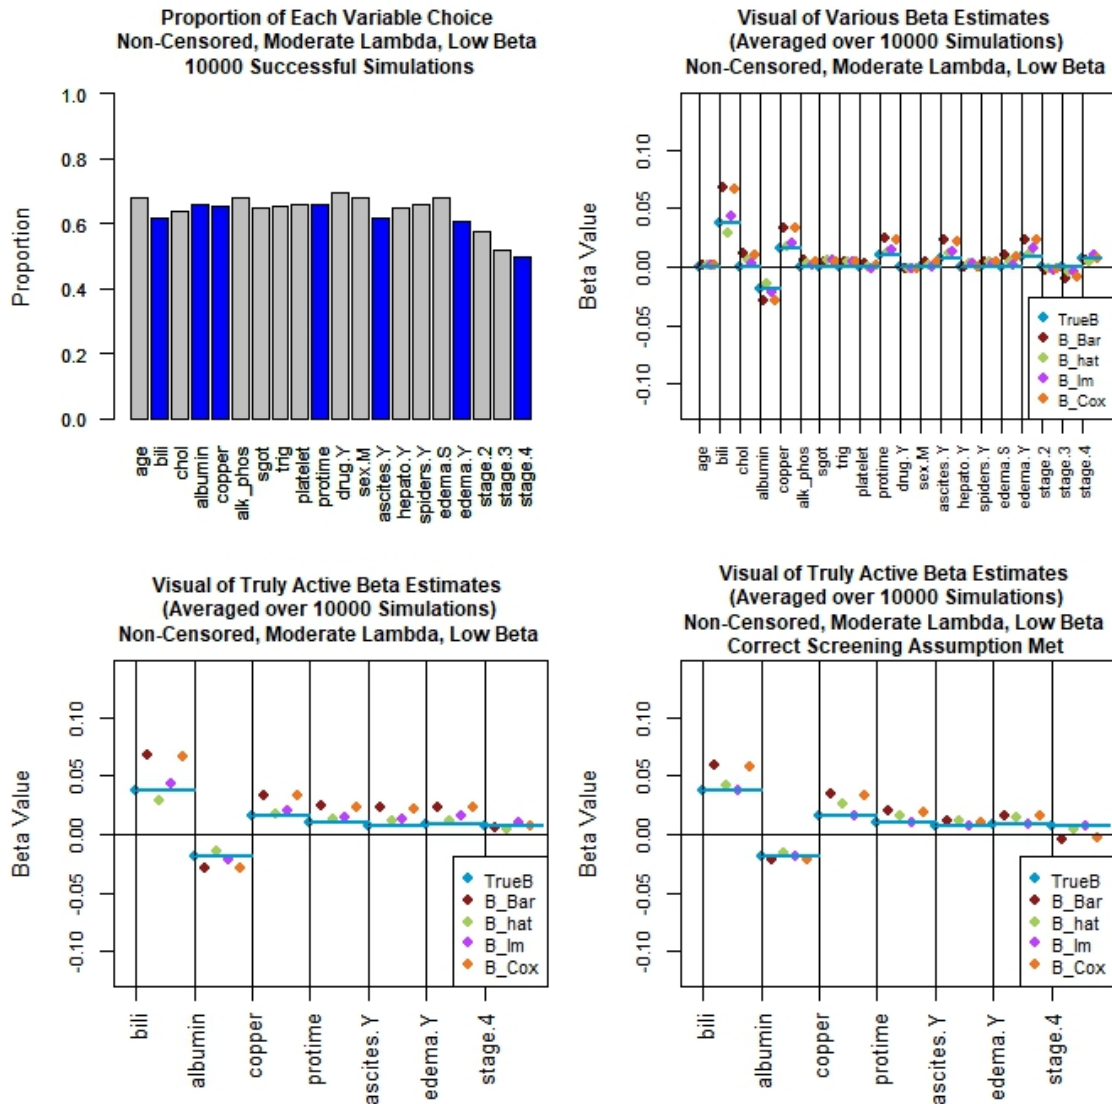 Proportion of Each Variable Choice
Non-Censored, Moderate Lambda, Low Beta
10000 Successful Simulations
Proportion
1.0
0.8
0.6
0.4
0.2
0.0
age
bili
chol
albumin
copper
alk_phos
sgot
trig
platelet
protime
drug.Y
sex.M
ascites.Y
hepato.Y
spiders.Y
edema.S
edema.Y
stage.2
stage.3
stage.4
Visual of Various Beta Estimates
(Averaged over 10000 Simulations)
Non-Censored, Moderate Lambda, Low Beta
Beta Value
0.10
0.05
0.00
-0.05
-0.10
TrueB
B_Bar
B_hat
B_lm
B_Cox
age
bili
chol
albumin
copper
alk_phos
sgot
trig
platelet
protime
drug.Y
sex.M
ascites.Y
hepato.Y
spiders.Y
edema.S
edema.Y
stage.2
stage.3
stage.4
Visual of Truly Active Beta Estimates
(Averaged over 10000 Simulations)
Non-Censored, Moderate Lambda, Low Beta
Beta Value
0.10
0.05
0.00
-0.05
-0.10
TrueB
B_Bar
B_hat
B_lm
B_Cox
bili
albumin
copper
protime
ascites.Y
edema.Y
stage.4
Visual of Truly Active Beta Estimates
(Averaged over 10000 Simulations)
Non-Censored, Moderate Lambda, Low Beta
Correct Screening Assumption Met
Beta Value
0.10
0.05
0.00
-0.05
-0.10
TrueB
B_Bar
B_hat
B_lm
B_Cox
bili
albumin
copper
protime
ascites.Y
edema.Y
stage.4